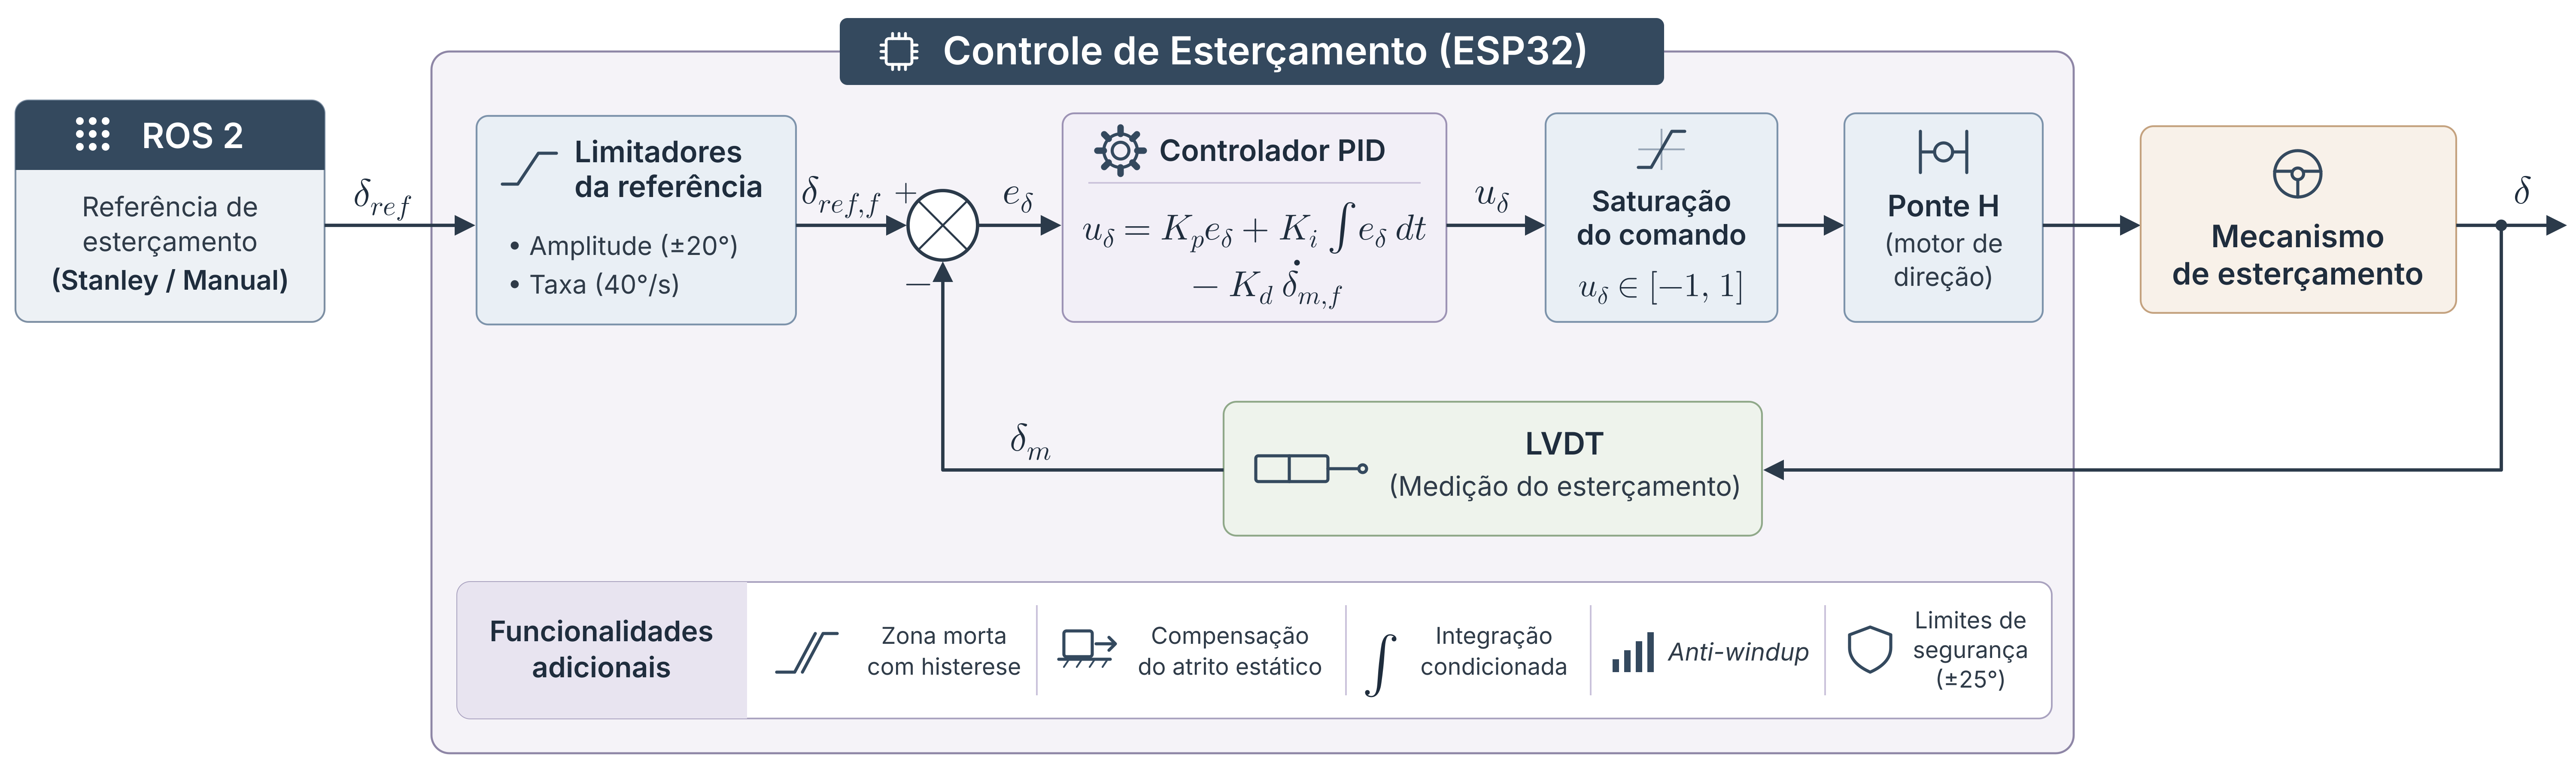 Controle de Esterçamento (ESP32)
ROS 2
Referência de
esterçamento
(Stanley / Manual)
δ_ref
Limitadores
da referência
• Amplitude (±20°)
• Taxa (40°/s)
δ_ref,f +
−
e_δ
Controlador PID
u_δ = K_p e_δ + K_i ∫ e_δ dt
− K_d δ̇_m,f
u_δ
Saturação
do comando
u_δ ∈ [−1, 1]
Ponte H
(motor de
direção)
Mecanismo
de esterçamento
δ
δ_m
LVDT
(Medição do esterçamento)
Funcionalidades
adicionais
Zona morta
com histerese
Compensação
do atrito estático
∫
Integração
condicionada
Anti-windup
Limites de
segurança
(±25°)